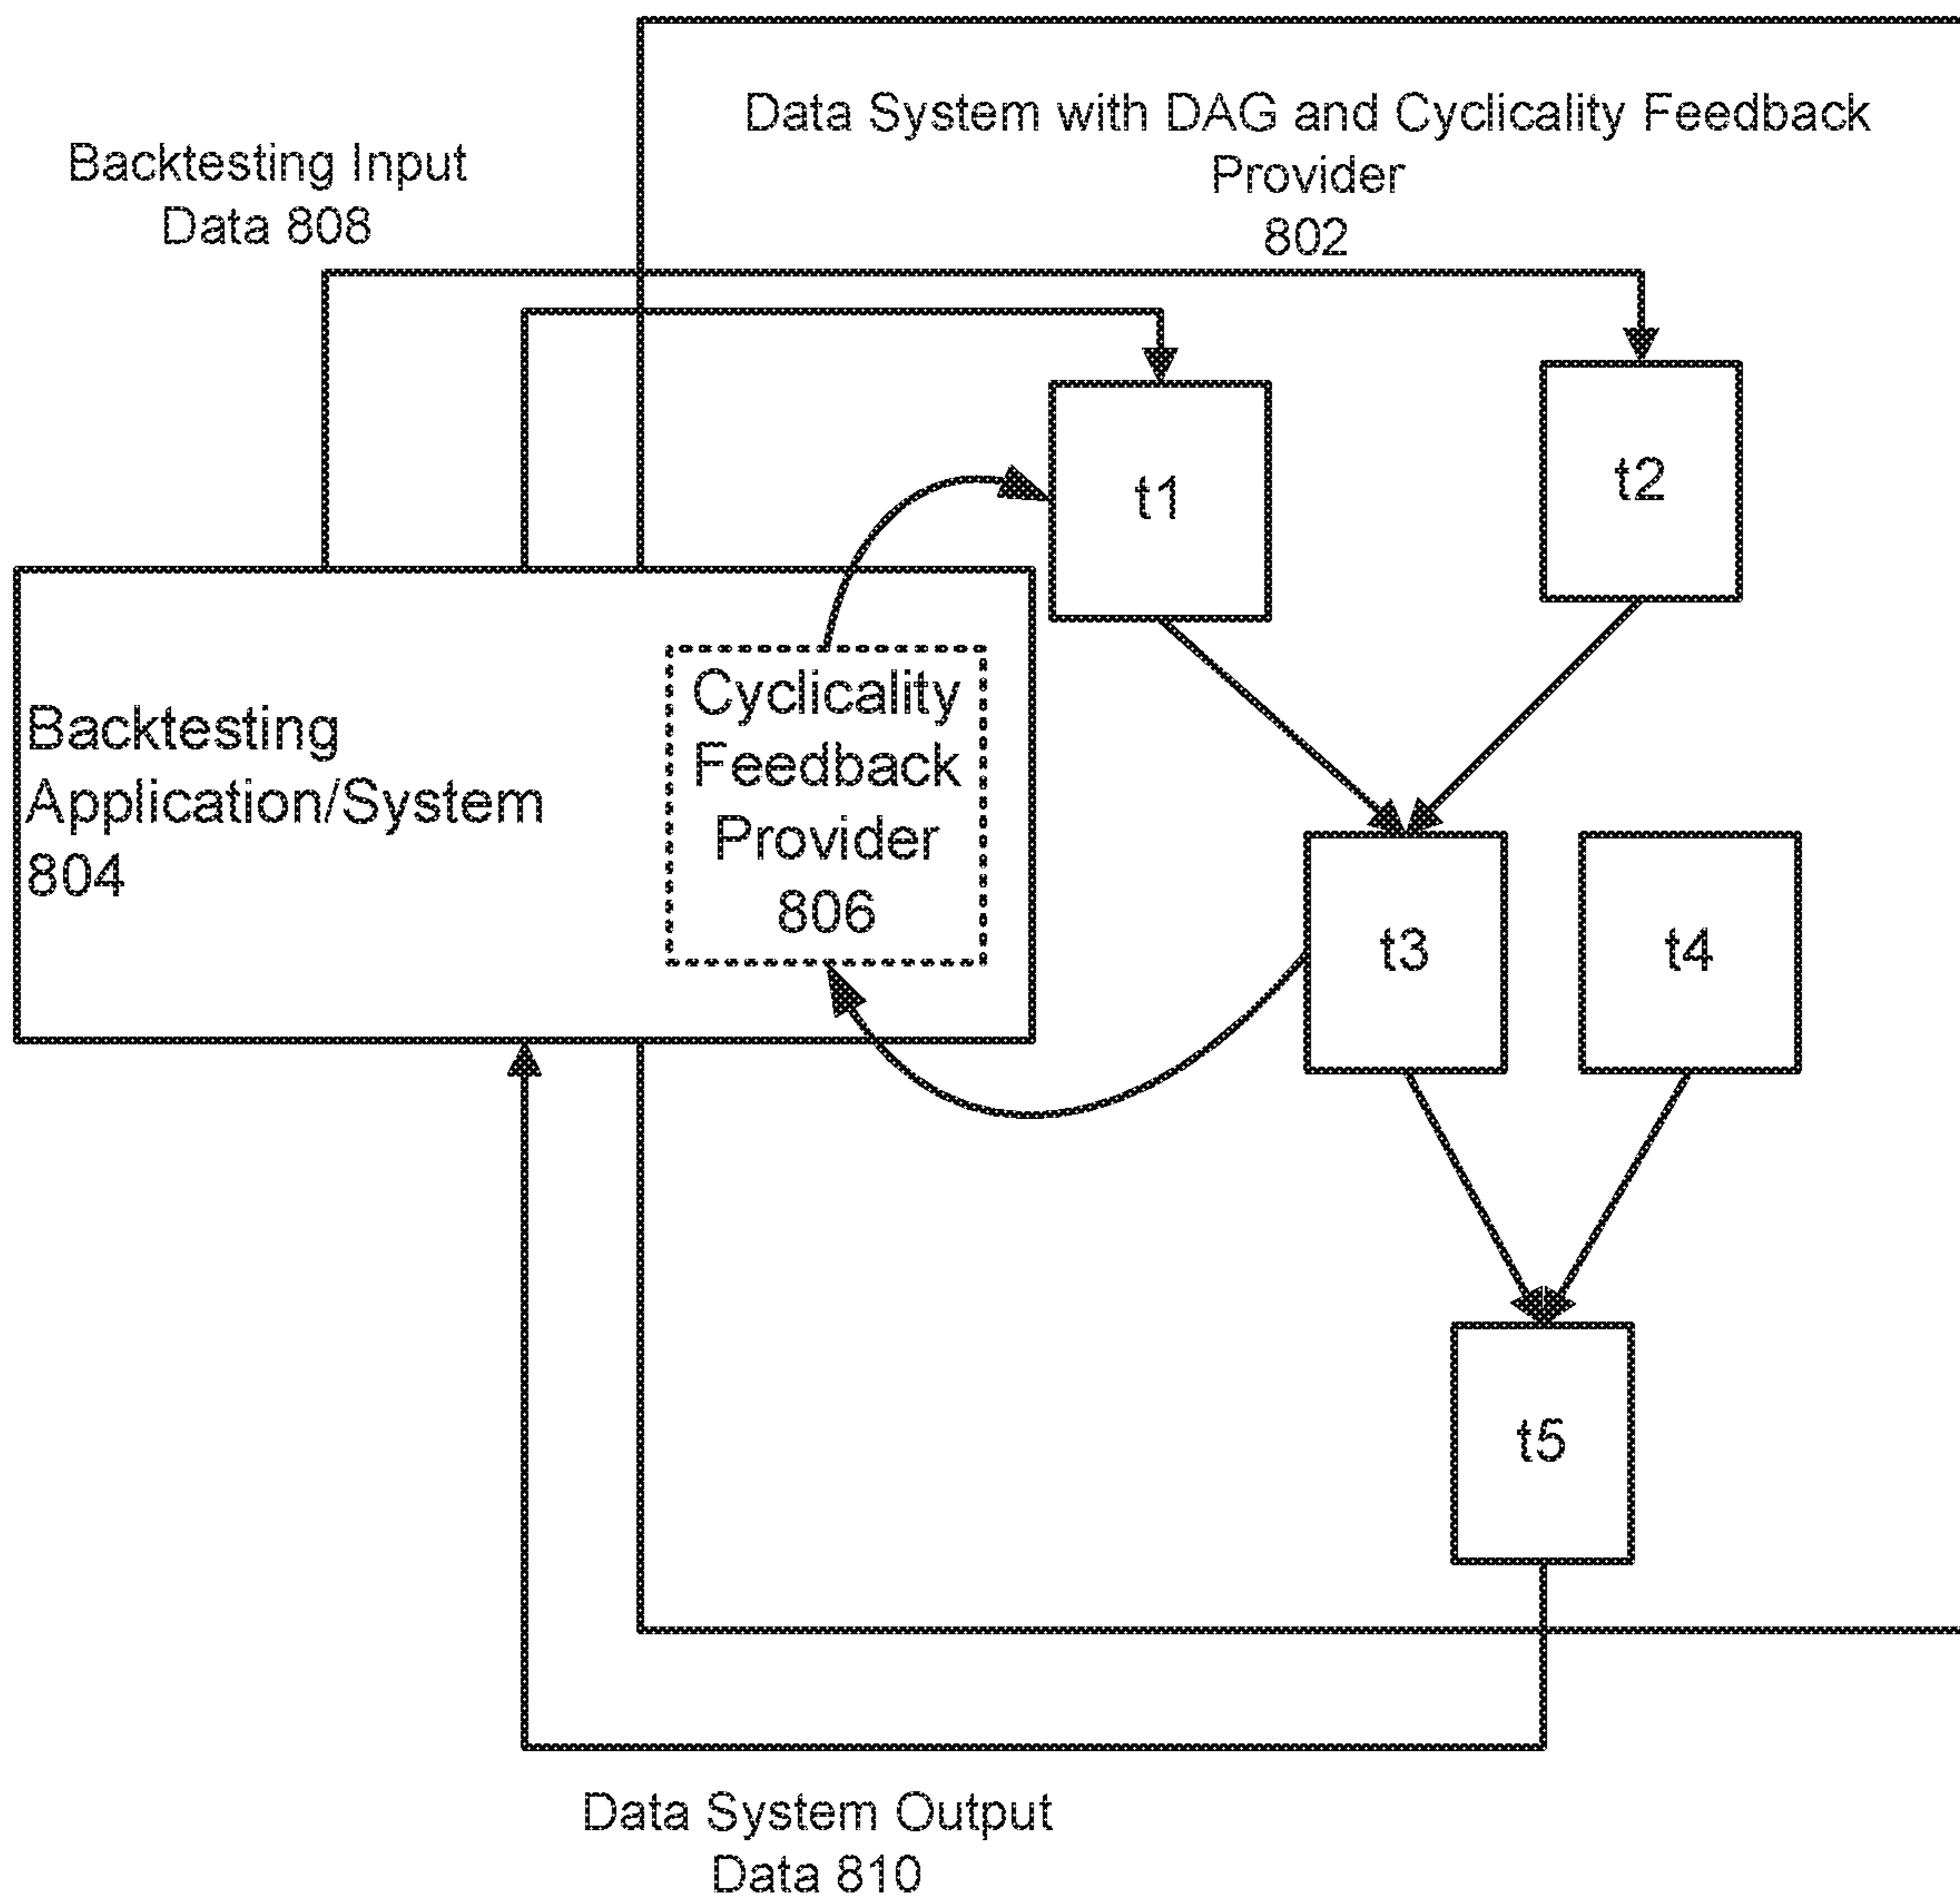 Data System with DAG and Cyclicality Feedback
Provider
802
Backtesting Input
Data 808
t1
t2
Backtesting
Application/System
804
Cyclicality
Feedback
Provider
806
t3
t4
t5
Data System Output
Data 810